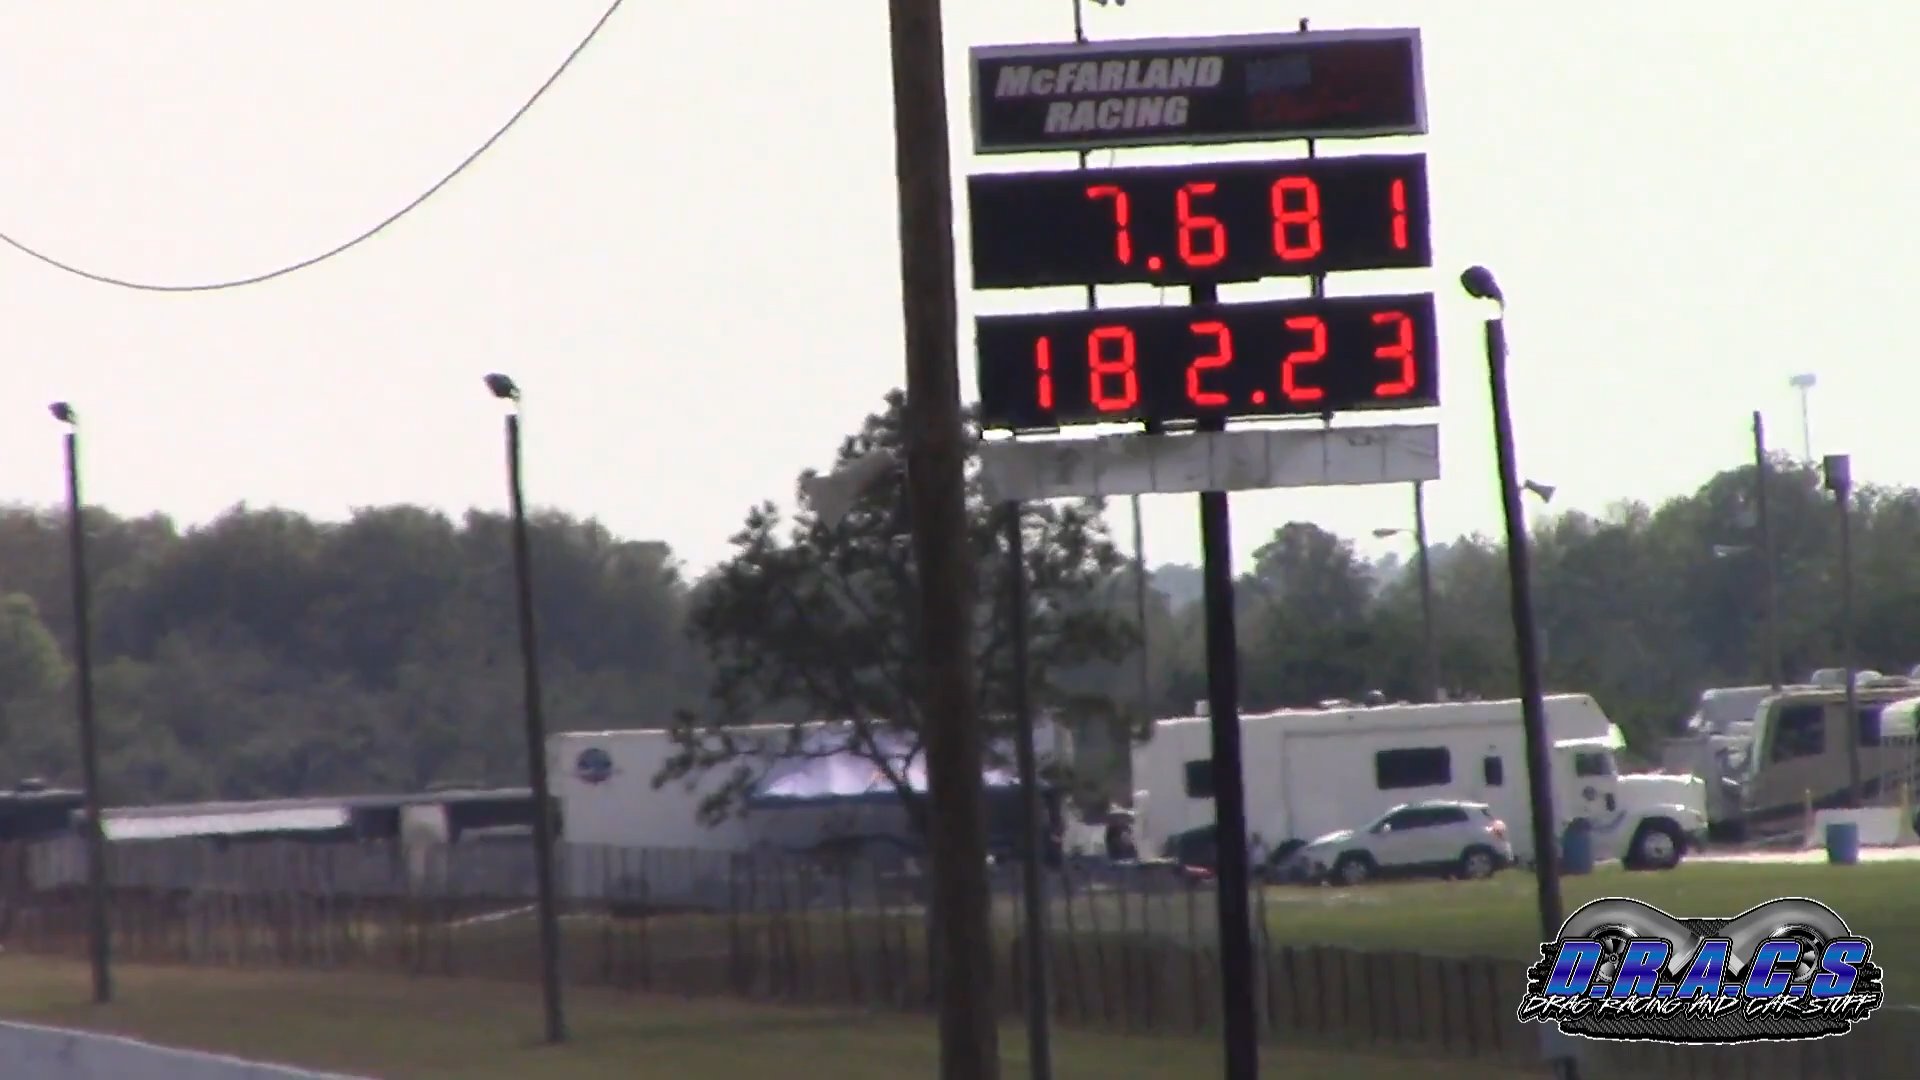 McFARLAND
RACING
7.681
182.23
D.R.A.C.S
DRAG RACING AND CAR STUFF